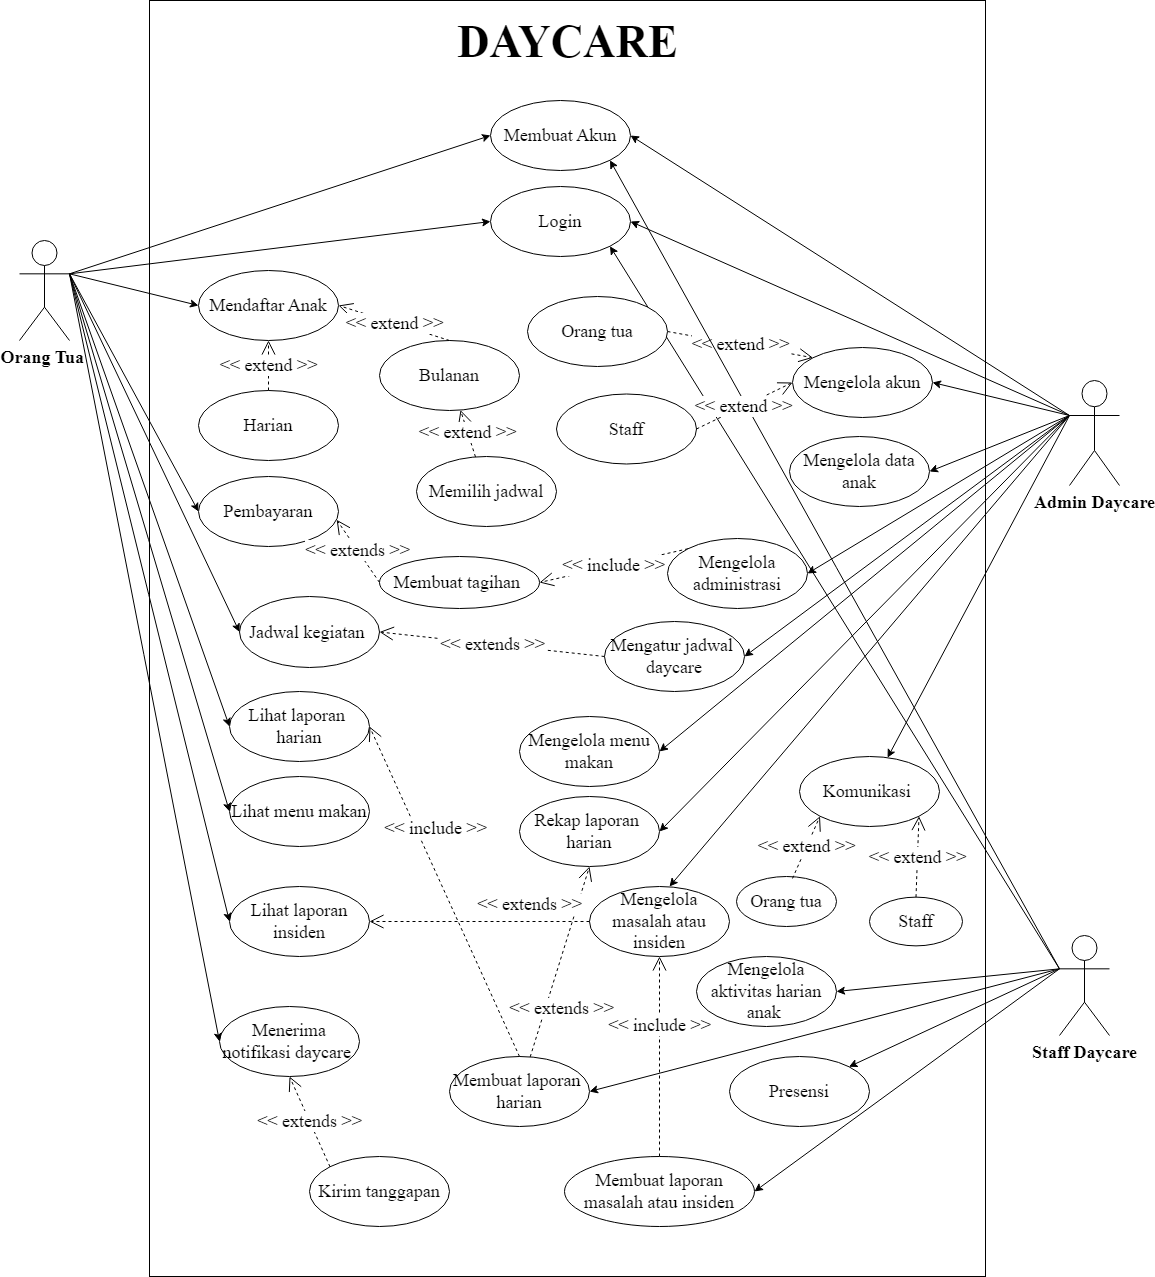 DAYCARE
Membuat Akun
Login
Orang Tua
Mendaftar Anak
<< extend >>
<< extend >>
Harian
Bulanan
<< extend >>
Memilih jadwal
Orang tua
<< extend >>
Mengelola akun
Staff
<< extend >>
Mengelola data
anak
Admin Daycare
Pembayaran
<< extends >>
Membuat tagihan
<< include >>
Mengelola
administrasi
Jadwal kegiatan
<< extends >>
Mengatur jadwal
daycare
Lihat laporan
harian
Mengelola menu
makan
Komunikasi
Lihat menu makan
<< include >>
Rekap laporan
harian
<< extend >>
<< extend >>
Orang tua
Staff
Lihat laporan
insiden
<< extends >>
Mengelola
masalah atau
insiden
Mengelola
aktivitas harian
anak
<< extends >>
<< include >>
Menerima
notifikasi daycare
Staff Daycare
Membuat laporan
harian
Presensi
<< extends >>
Kirim tanggapan
Membuat laporan
masalah atau insiden